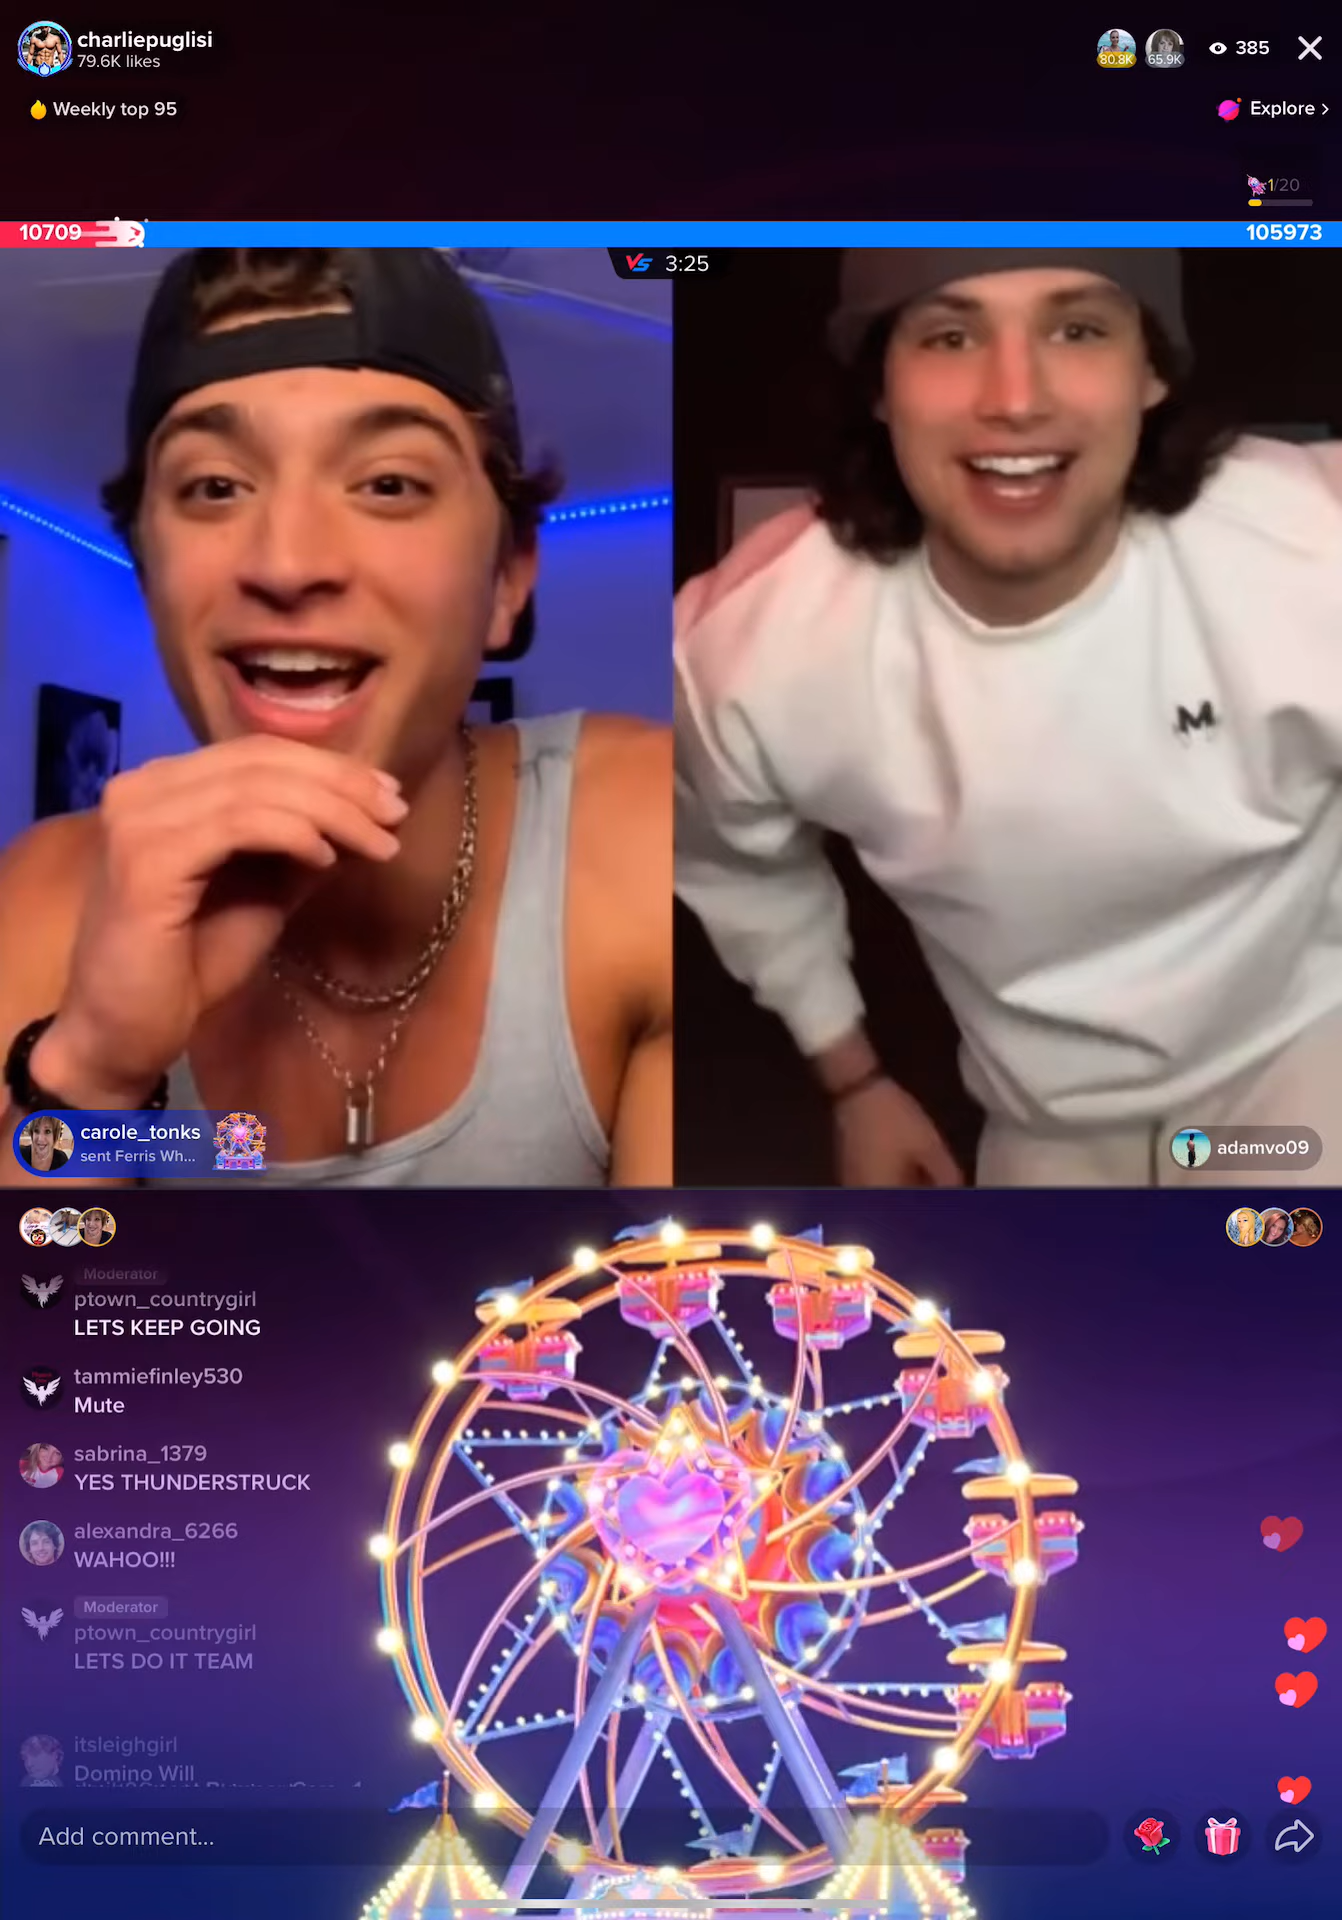 charliepuglisi
79.6K likes
80.8K
65.9K
385
Weekly top 95
Explore
1/20
10709
105973
VS 3:25
M
carole_tonks
sent Ferris Wh...
adamvo09
Moderator
ptown_countrygirl
LETS KEEP GOING
tammiefinley530
Mute
sabrina_1379
YES THUNDERSTRUCK
alexandra_6266
WAHOO!!!
Moderator
ptown_countrygirl
LETS DO IT TEAM
itsleighgirl
Domino Will
Add comment...